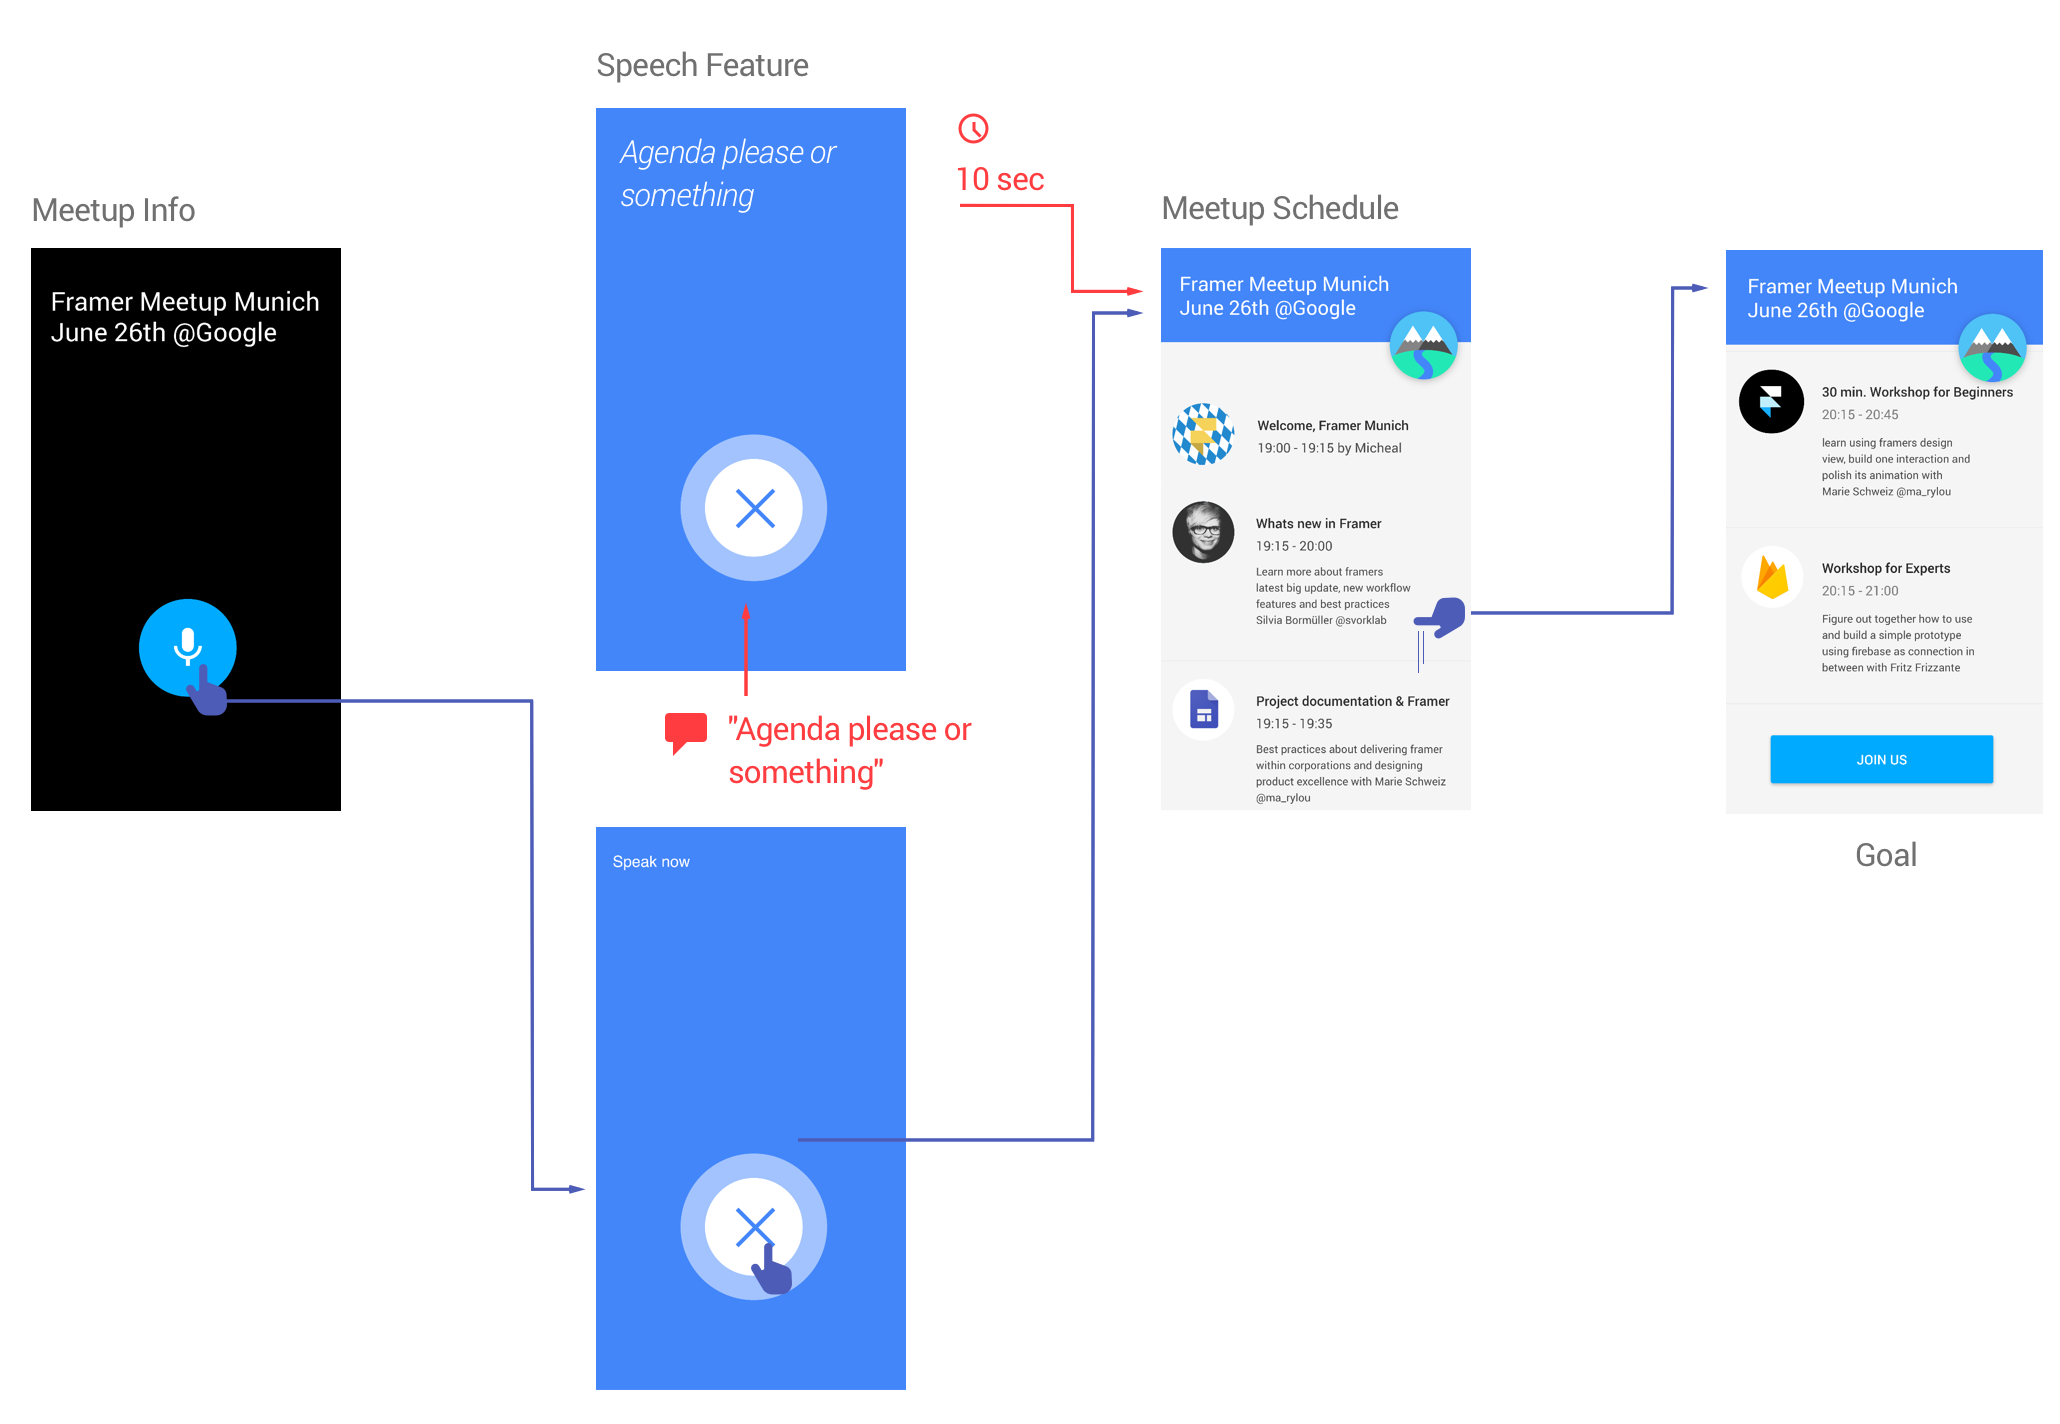 Speech Feature
Agenda please or
something
10 sec
Meetup Info
Framer Meetup Munich
June 26th @Google
"Agenda please or
something"
Speak now
Meetup Schedule
Framer Meetup Munich
June 26th @Google
Welcome, Framer Munich
19:00 - 19:15 by Micheal
Whats new in Framer
19:15 - 20:00
Learn more about framers
latest big update, new workflow
features and best practices
Silvia Bormüller @svorklab
Project documentation & Framer
19:15 - 19:35
Best practices about delivering framer
within corporations and designing
product excellence with Marie Schweiz
@ma_rylou
Framer Meetup Munich
June 26th @Google
30 min. Workshop for Beginners
20:15 - 20:45
learn using framers design
view, build one interaction and
polish its animation with
Marie Schweiz @ma_rylou
Workshop for Experts
20:15 - 21:00
Figure out together how to use
and build a simple prototype
using firebase as connection in
between with Fritz Frizzante
JOIN US
Goal